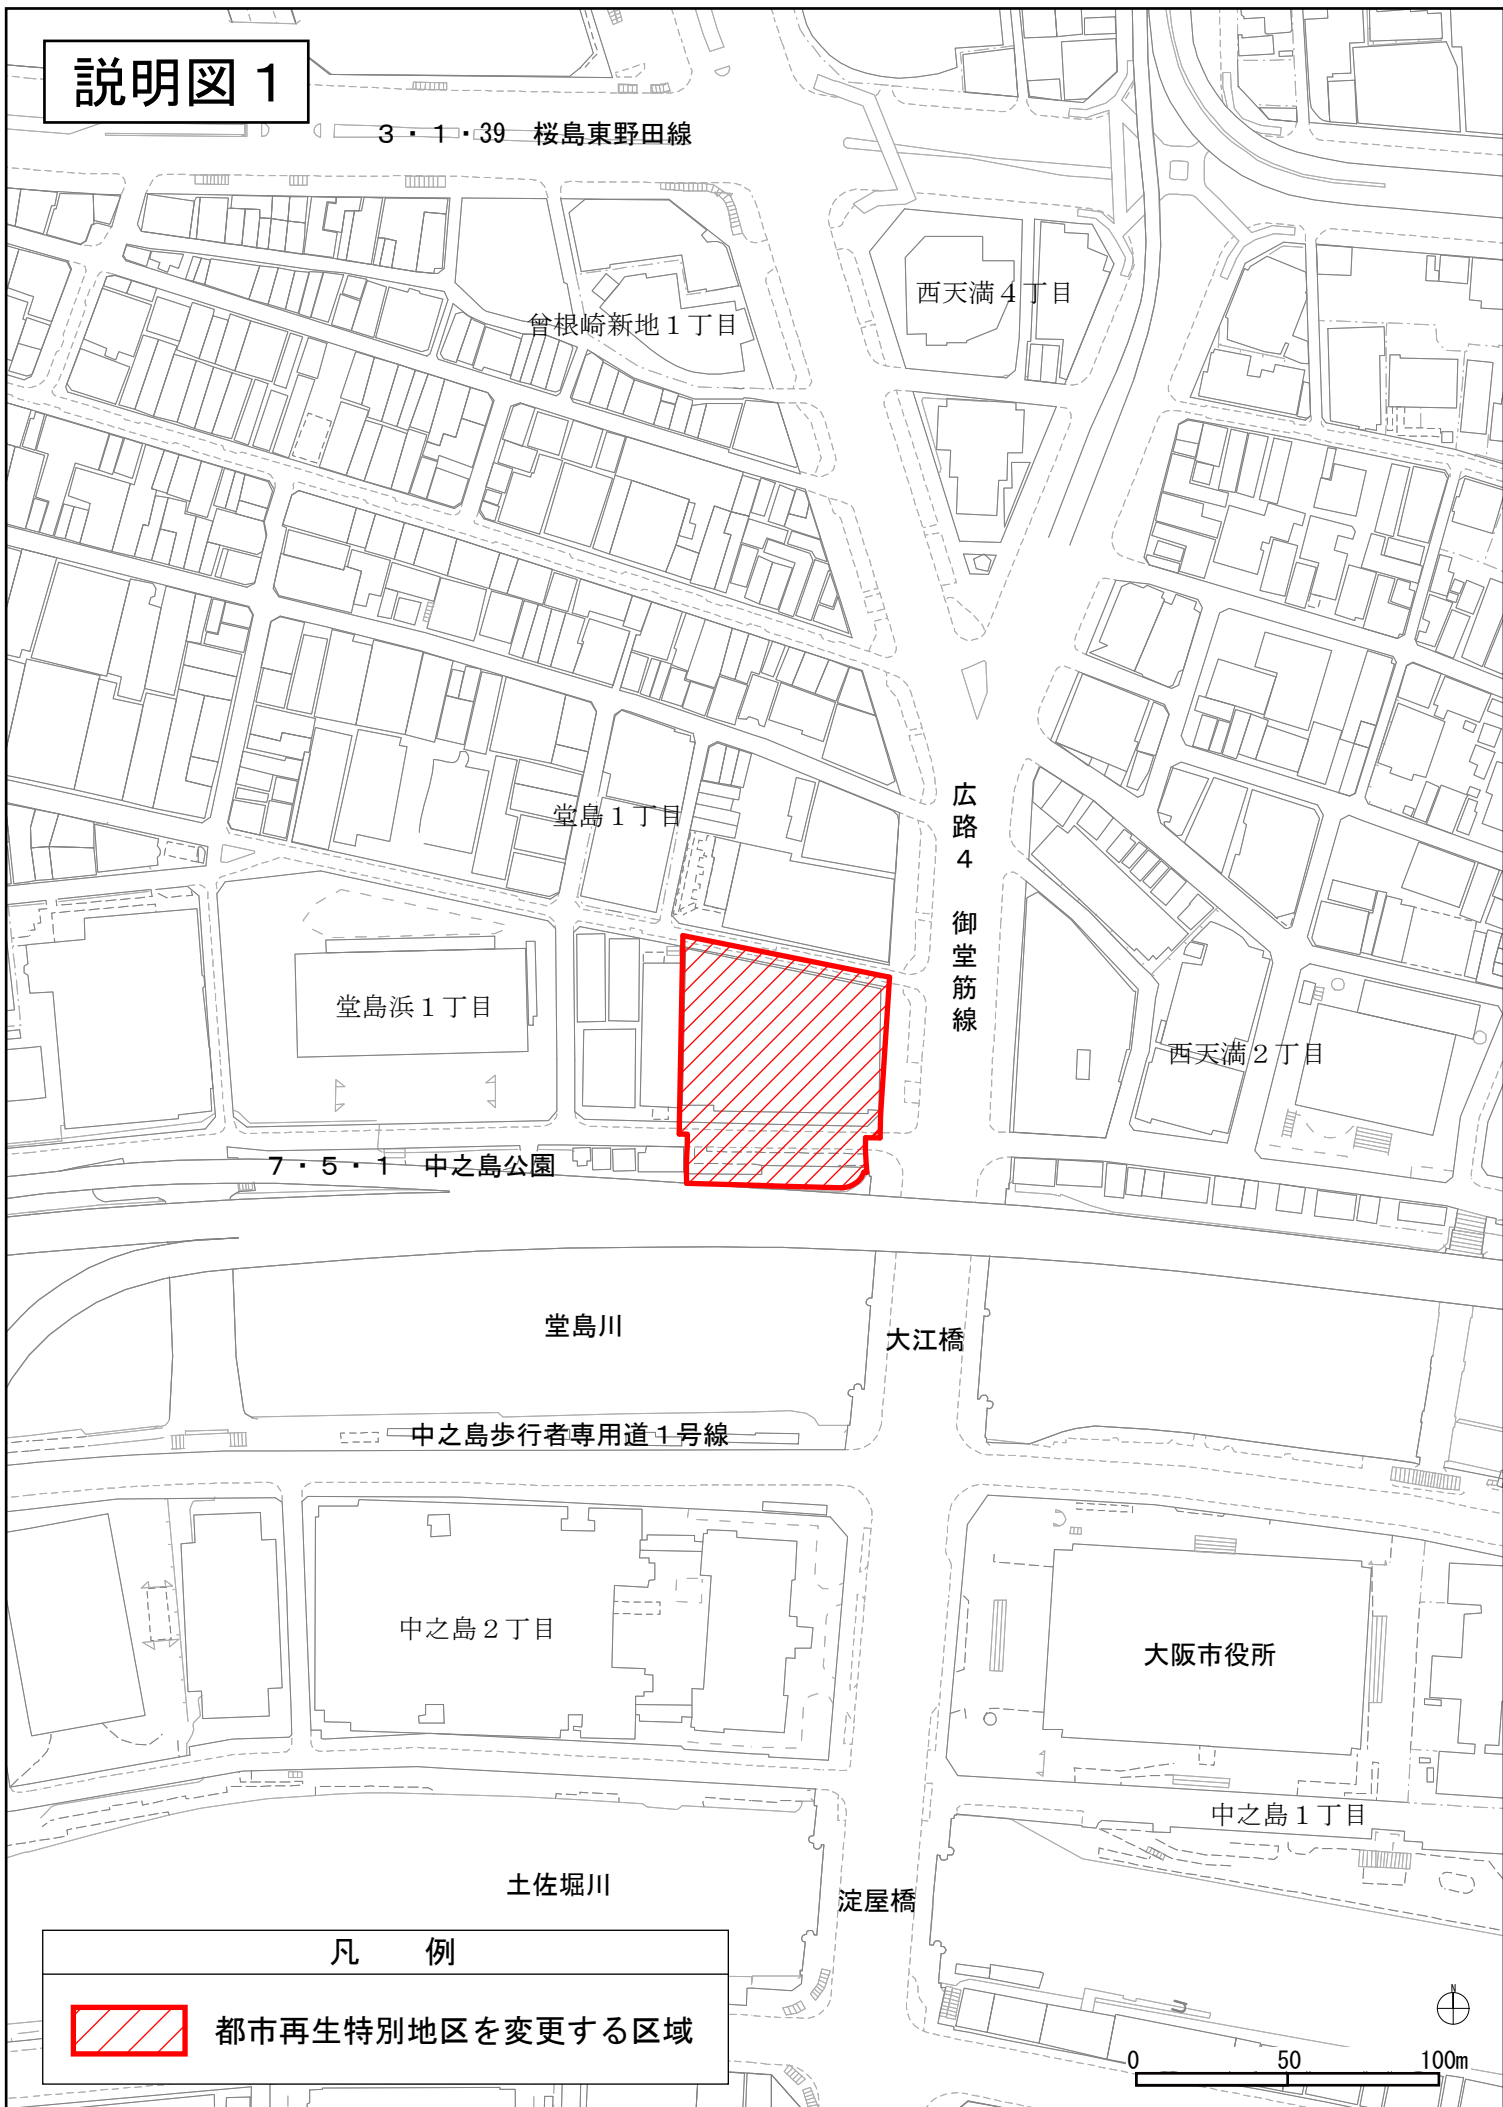 説明図１
３・１・39　桜島東野田線
西天満４丁目
曾根崎新地１丁目
広路４　御堂筋線
堂島１丁目
堂島浜１丁目
西天満２丁目
７・５・１　中之島公園
堂島川
大江橋
中之島歩行者専用道１号線
中之島２丁目
大阪市役所
中之島１丁目
土佐堀川
淀屋橋
凡　例
都市再生特別地区を変更する区域
N
0 50 100m